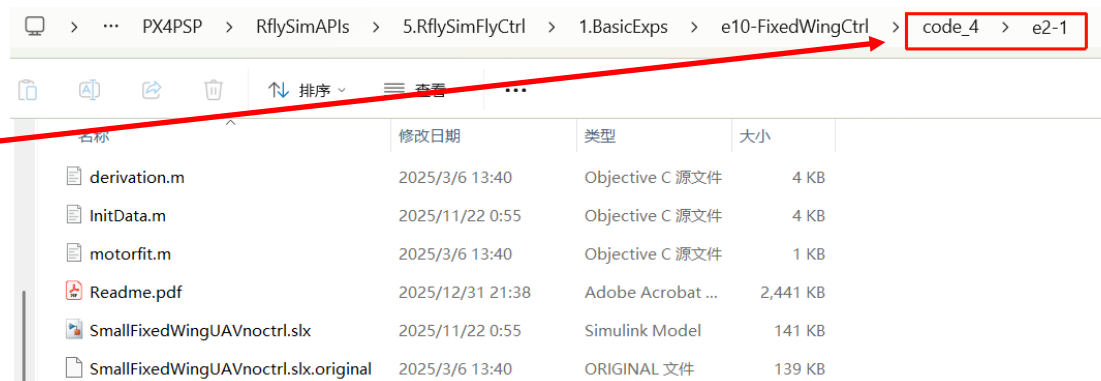 … PX4PSP > RflySimAPIs > 5.RflySimFlyCtrl > 1.BasicExps > e10-FixedWingCtrl > code_4 > e2-1
排序 查看 …
名称 修改日期 类型 大小
derivation.m 2025/3/6 13:40 Objective C 源文件 4 KB
InitData.m 2025/11/22 0:55 Objective C 源文件 4 KB
motorfit.m 2025/3/6 13:40 Objective C 源文件 1 KB
Readme.pdf 2025/12/31 21:38 Adobe Acrobat ... 2,441 KB
SmallFixedWingUAVnoctrl.slx 2025/11/22 0:55 Simulink Model 141 KB
SmallFixedWingUAVnoctrl.slx.original 2025/3/6 13:40 ORIGINAL 文件 139 KB